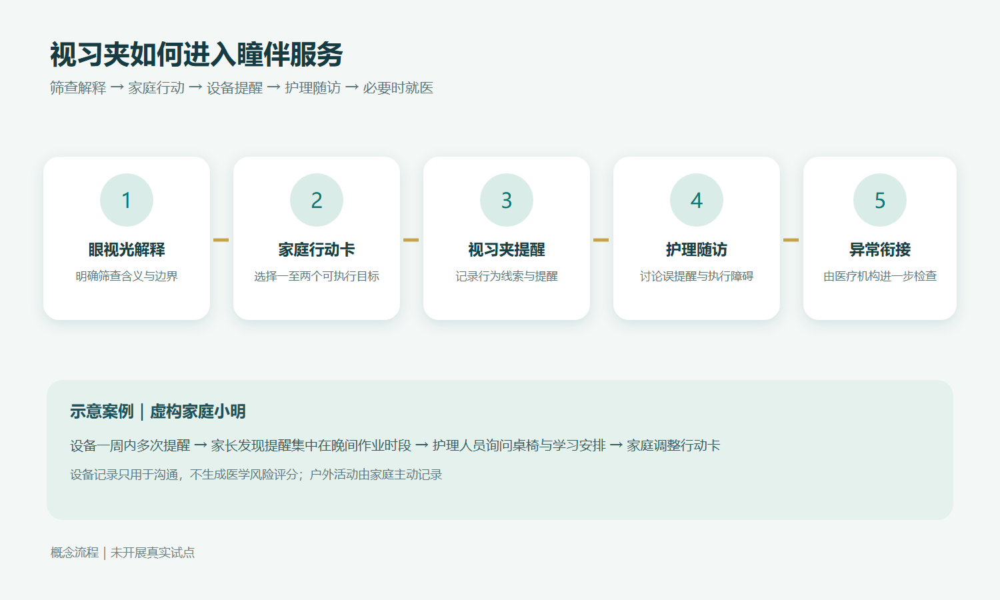 视习夹如何进入瞳伴服务
筛查解释 → 家庭行动 → 设备提醒 → 护理随访 → 必要时就医
1
眼视光解释
明确筛查含义与边界
2
家庭行动卡
选择一至两个可执行目标
3
视习夹提醒
记录行为线索与提醒
4
护理随访
讨论误提醒与执行障碍
5
异常衔接
由医疗机构进一步检查
示意案例｜虚构家庭小明
设备一周内多次提醒 → 家长发现提醒集中在晚间作业时段 → 护理人员询问桌椅与学习安排 → 家庭调整行动卡
设备记录只用于沟通，不生成医学风险评分；户外活动由家庭主动记录
概念流程｜未开展真实试点